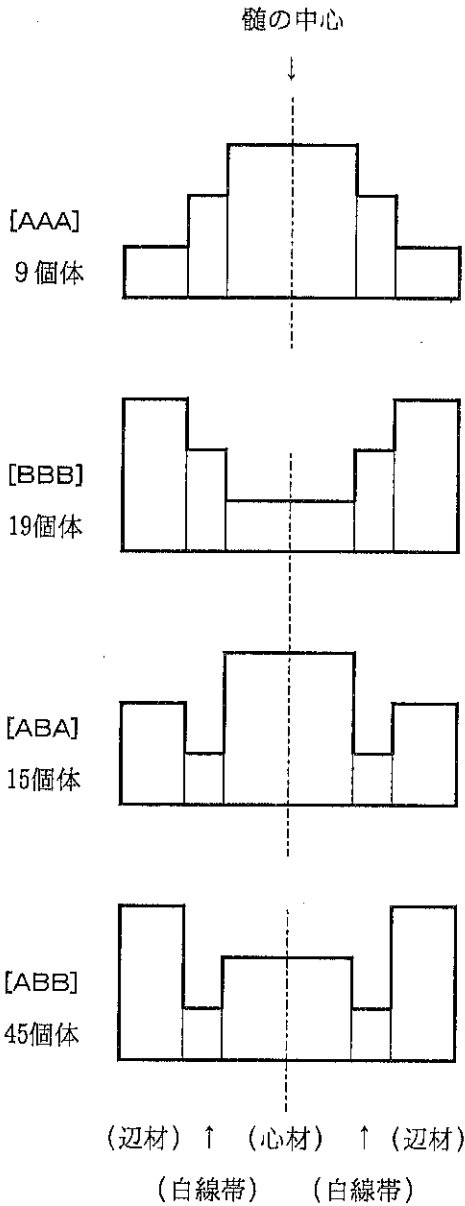 髄の中心
↓
[AAA]
9個体
[BBB]
19個体
[ABA]
15個体
[ABB]
45個体
(辺材) ↑ (心材) ↑ (辺材)
(白線帯) (白線帯)